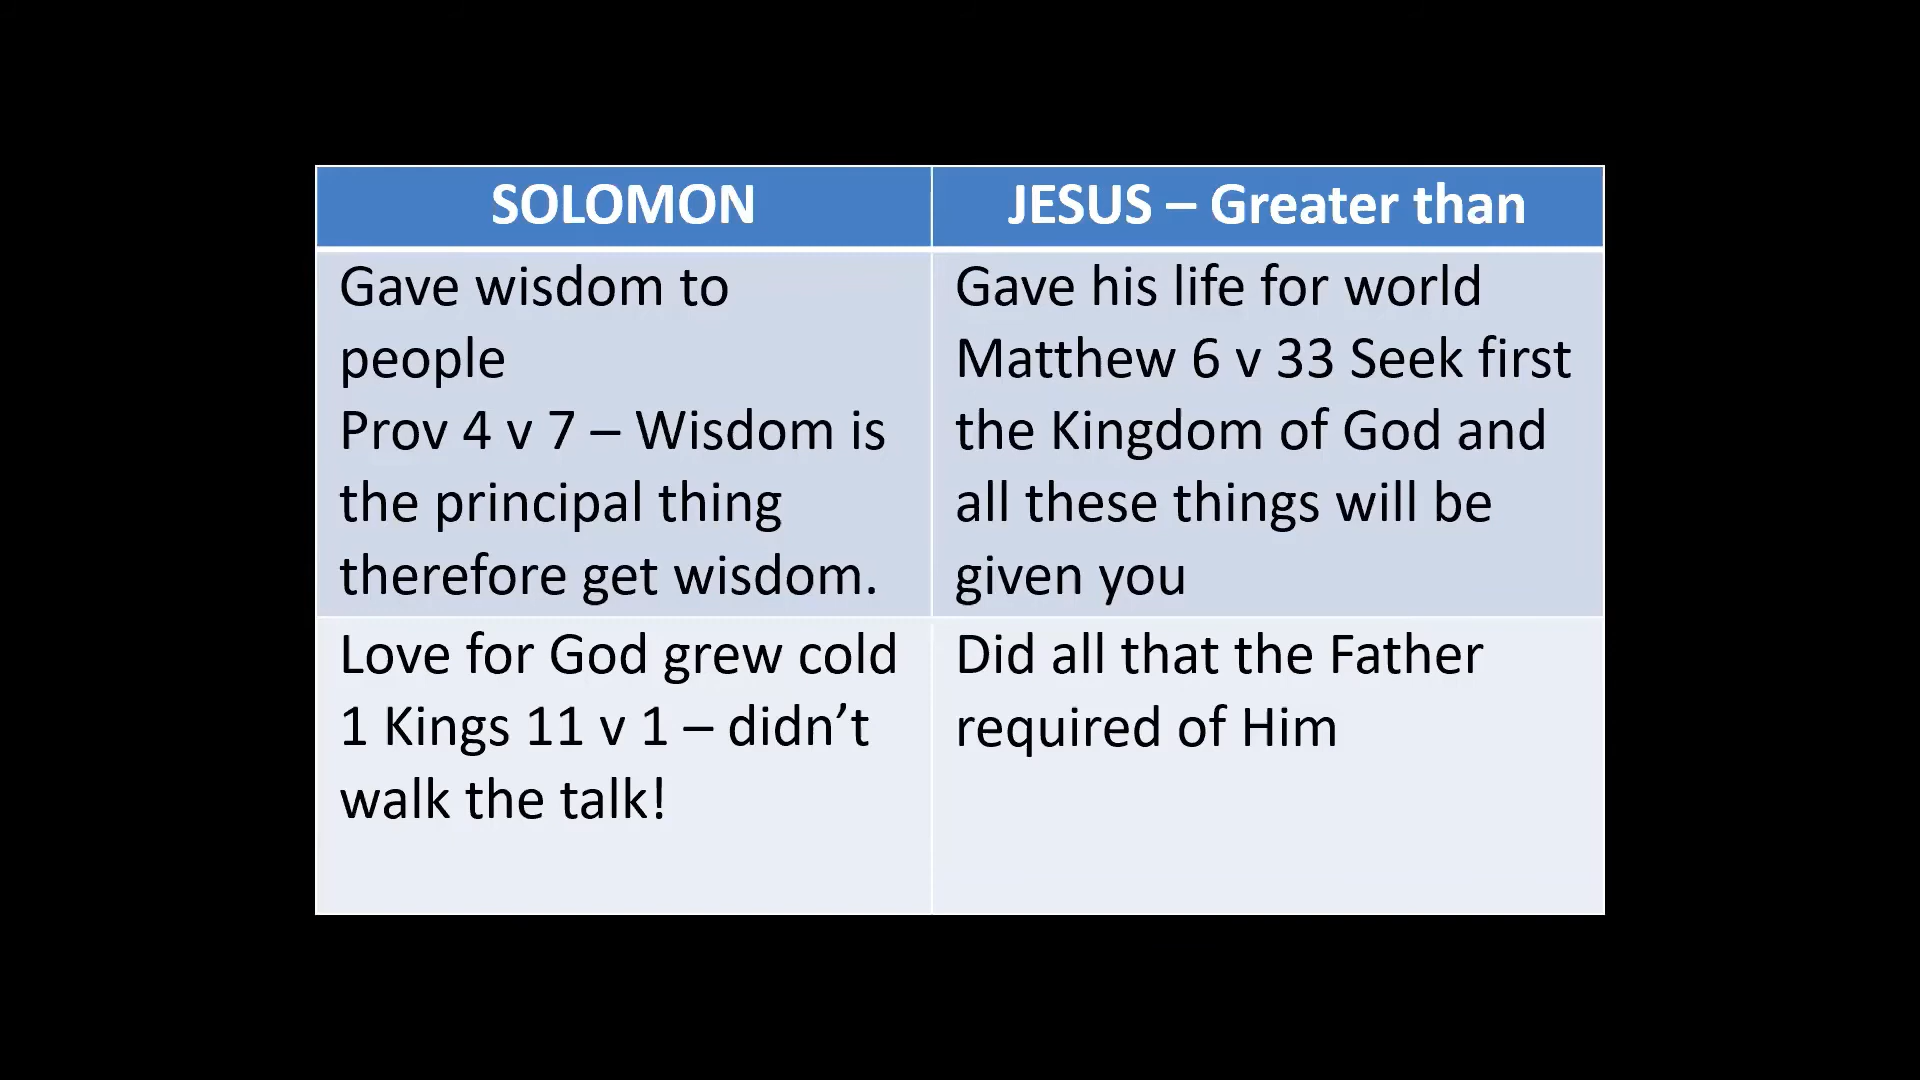 SOLOMON
JESUS – Greater than
Gave wisdom to
people
Prov 4 v 7 – Wisdom is
the principal thing
therefore get wisdom.
Gave his life for world
Matthew 6 v 33 Seek first
the Kingdom of God and
all these things will be
given you
Love for God grew cold
1 Kings 11 v 1 – didn’t
walk the talk!
Did all that the Father
required of Him